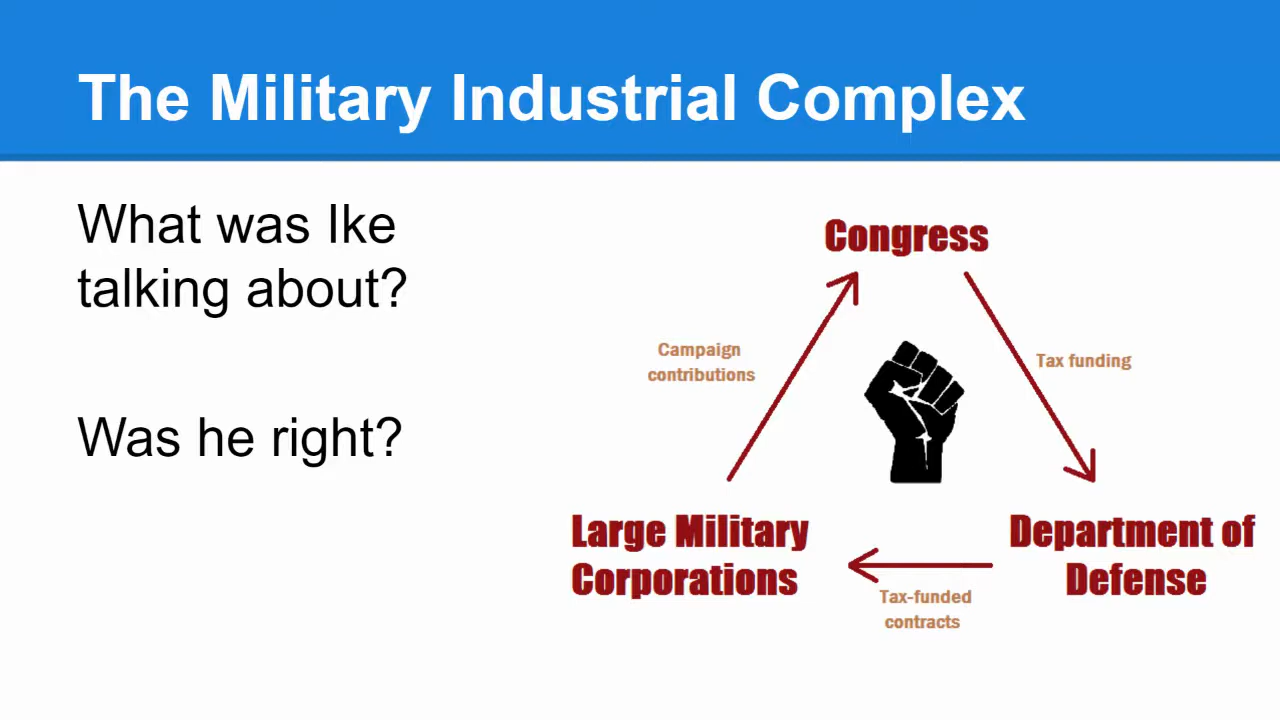 The Military Industrial Complex
What was Ike
talking about?
Was he right?
Congress
Campaign
contributions
Tax funding
Large Military
Corporations
Department of
Defense
Tax-funded
contracts